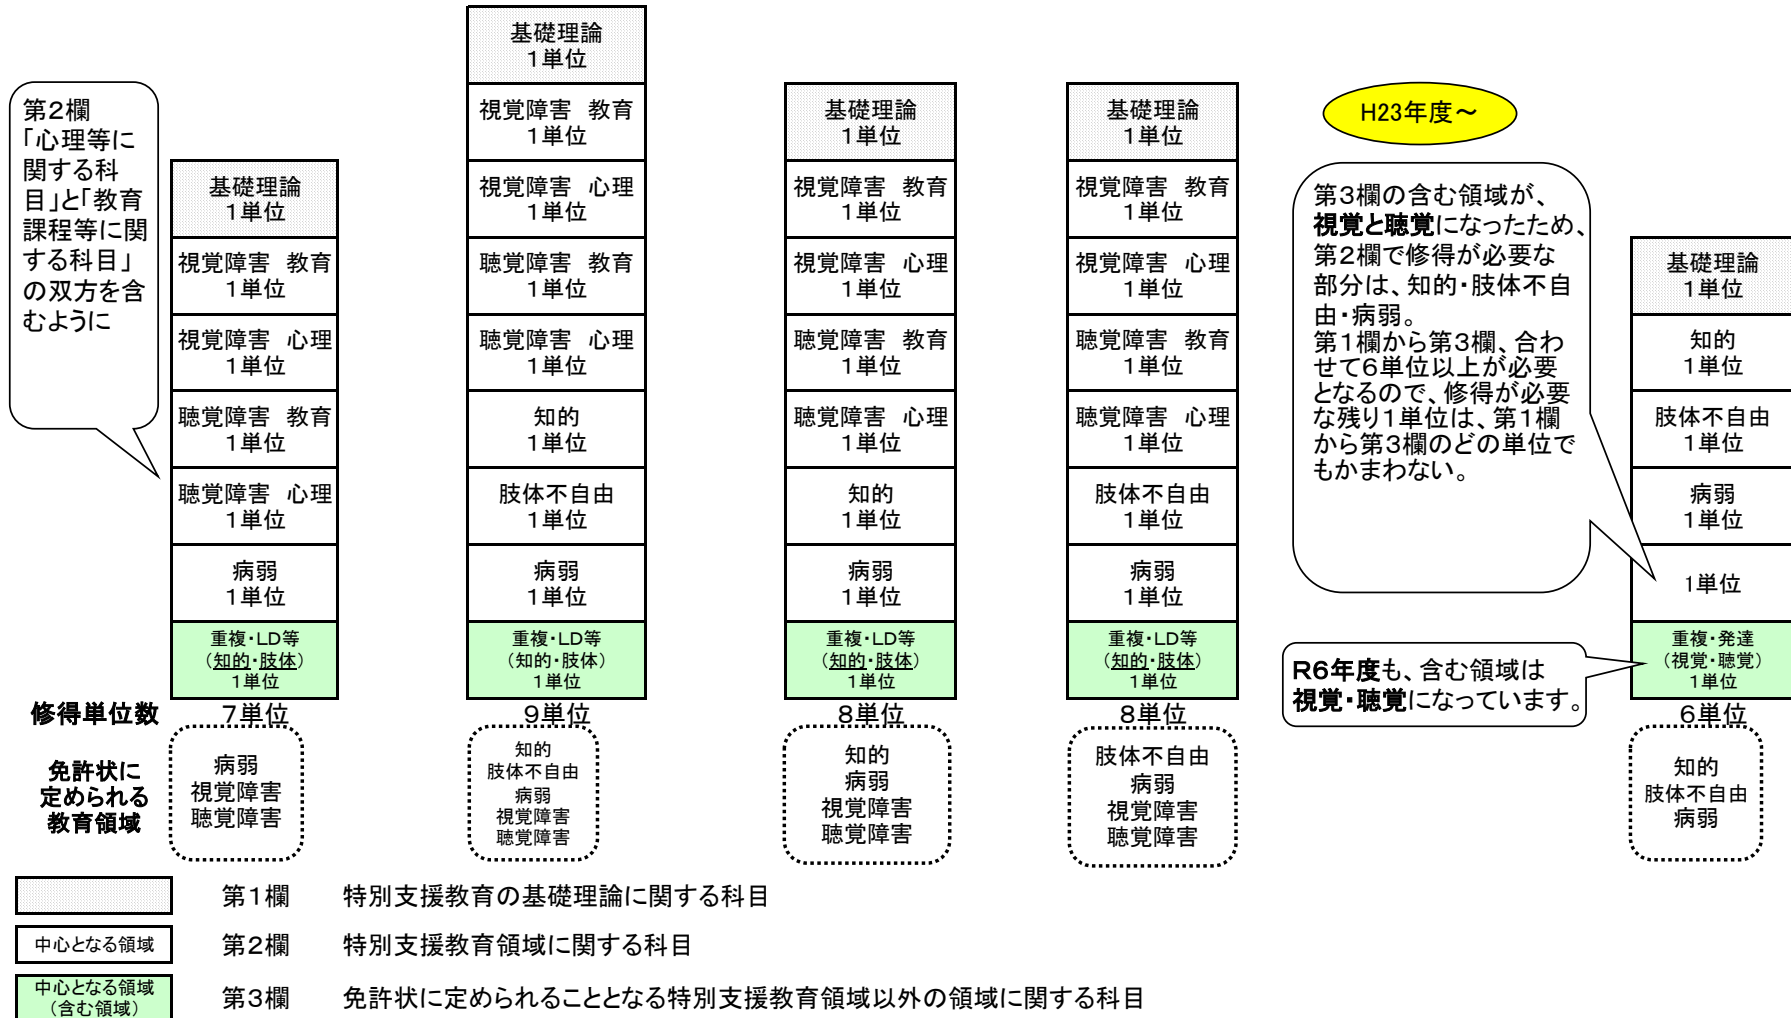 第2欄
「心理等に
関する科
目」と「教育
課程等に関
する科目」
の双方を含
むように
基礎理論
1単位
視覚障害 教育
1単位
視覚障害 心理
1単位
聴覚障害 教育
1単位
聴覚障害 心理
1単位
病弱
1単位
重複・LD等
（知的・肢体）
1単位
基礎理論
1単位
視覚障害 教育
1単位
視覚障害 心理
1単位
聴覚障害 教育
1単位
聴覚障害 心理
1単位
知的
1単位
肢体不自由
1単位
病弱
1単位
重複・LD等
（知的・肢体）
1単位
基礎理論
1単位
視覚障害 教育
1単位
視覚障害 心理
1単位
聴覚障害 教育
1単位
聴覚障害 心理
1単位
知的
1単位
病弱
1単位
重複・LD等
（知的・肢体）
1単位
基礎理論
1単位
視覚障害 教育
1単位
視覚障害 心理
1単位
聴覚障害 教育
1単位
聴覚障害 心理
1単位
肢体不自由
1単位
病弱
1単位
重複・LD等
（知的・肢体）
1単位
H23年度～
第3欄の含む領域が、
視覚と聴覚になったため、
第2欄で修得が必要な
部分は、知的・肢体不自
由・病弱。
第1欄から第3欄、合わ
せて6単位以上が必要
となるので、修得が必要
な残り1単位は、第1欄
から第3欄のどの単位で
もかまわない。
R6年度も、含む領域は
視覚・聴覚になっています。
基礎理論
1単位
知的
1単位
肢体不自由
1単位
病弱
1単位
1単位
重複・発達
（視覚・聴覚）
1単位
修得単位数 7単位 9単位 8単位 8単位 6単位
免許状に
定められる
教育領域
病弱
視覚障害
聴覚障害
知的
肢体不自由
病弱
視覚障害
聴覚障害
知的
病弱
視覚障害
聴覚障害
肢体不自由
病弱
視覚障害
聴覚障害
知的
肢体不自由
病弱
第1欄 特別支援教育の基礎理論に関する科目
中心となる領域 第2欄 特別支援教育領域に関する科目
中心となる領域
（含む領域）
第3欄 免許状に定められることとなる特別支援教育領域以外の領域に関する科目